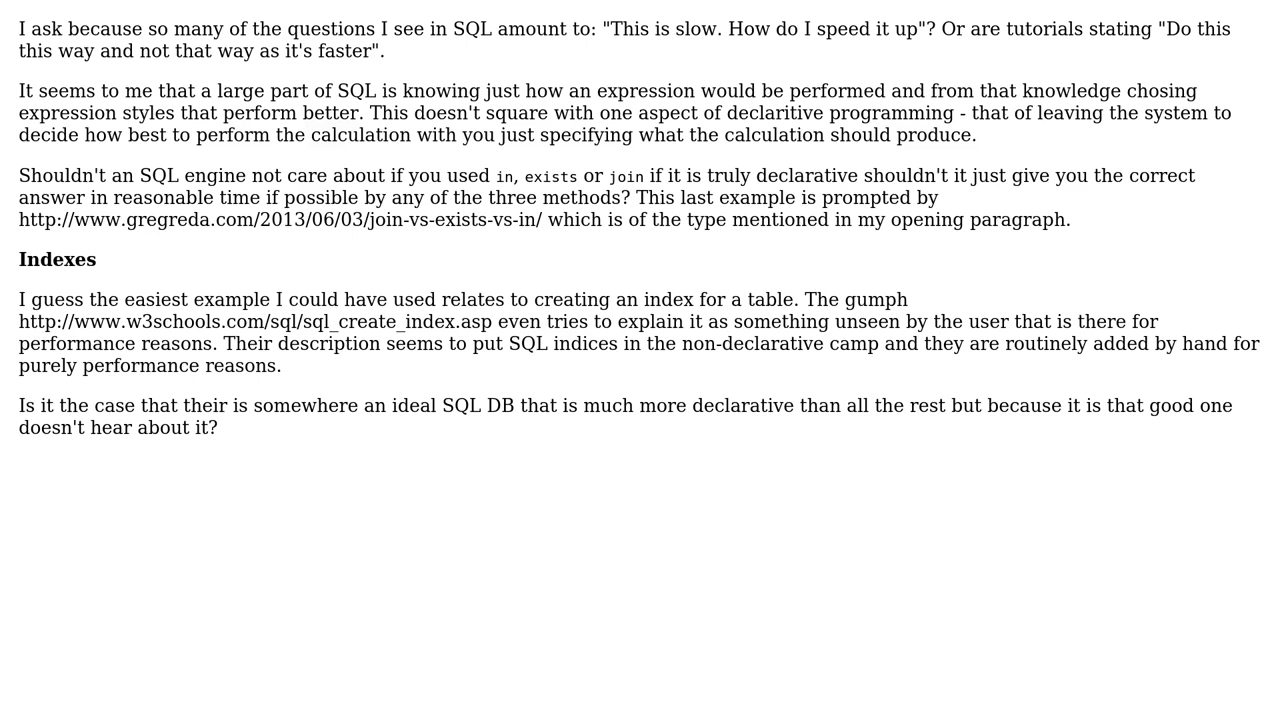 I ask because so many of the questions I see in SQL amount to: "This is slow. How do I speed it up"? Or are tutorials stating "Do this
this way and not that way as it's faster".
It seems to me that a large part of SQL is knowing just how an expression would be performed and from that knowledge chosing
expression styles that perform better. This doesn't square with one aspect of declaritive programming - that of leaving the system to
decide how best to perform the calculation with you just specifying what the calculation should produce.
Shouldn't an SQL engine not care about if you used in, exists or join if it is truly declarative shouldn't it just give you the correct
answer in reasonable time if possible by any of the three methods? This last example is prompted by
http://www.gregreda.com/2013/06/03/join-vs-exists-vs-in/ which is of the type mentioned in my opening paragraph.
Indexes
I guess the easiest example I could have used relates to creating an index for a table. The gumph
http://www.w3schools.com/sql/sql_create_index.asp even tries to explain it as something unseen by the user that is there for
performance reasons. Their description seems to put SQL indices in the non-declarative camp and they are routinely added by hand for
purely performance reasons.
Is it the case that their is somewhere an ideal SQL DB that is much more declarative than all the rest but because it is that good one
doesn't hear about it?